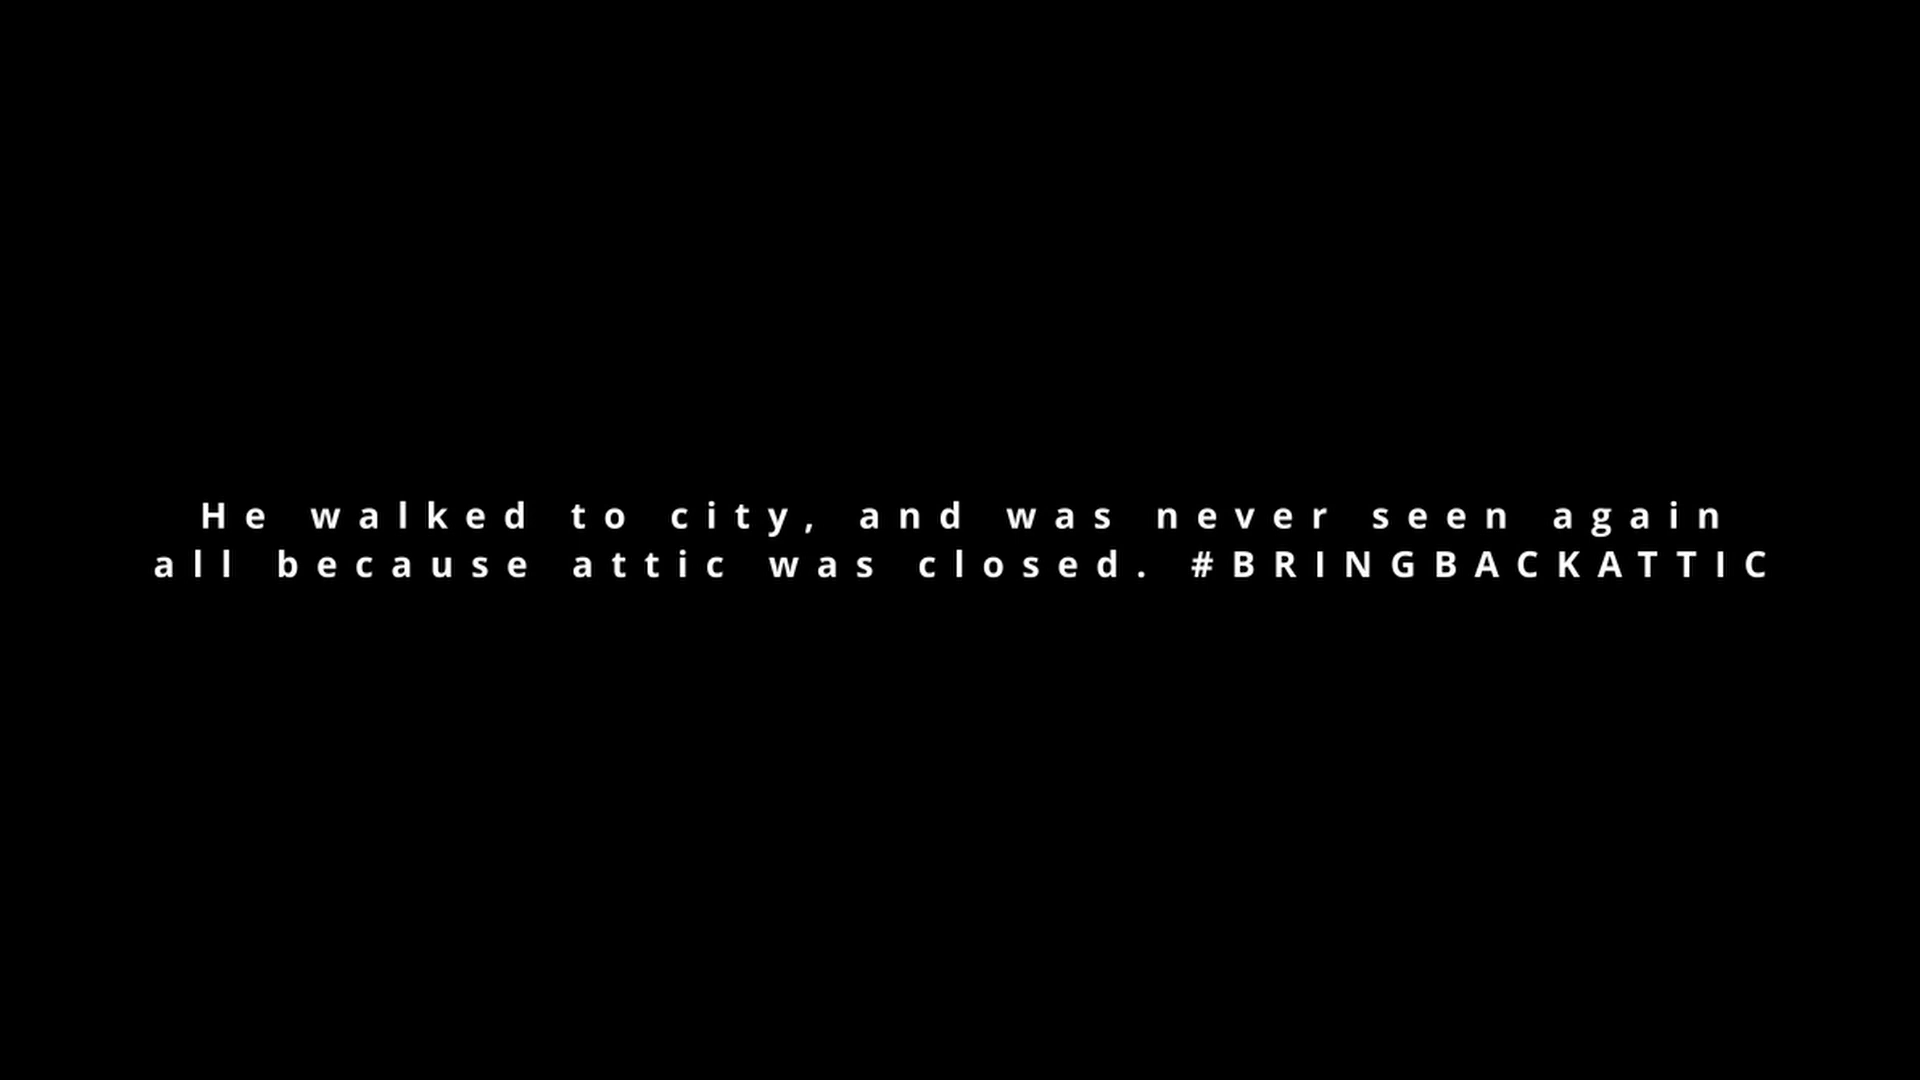 He walked to city, and was never seen again
all because attic was closed. #BRINGBACKATTIC